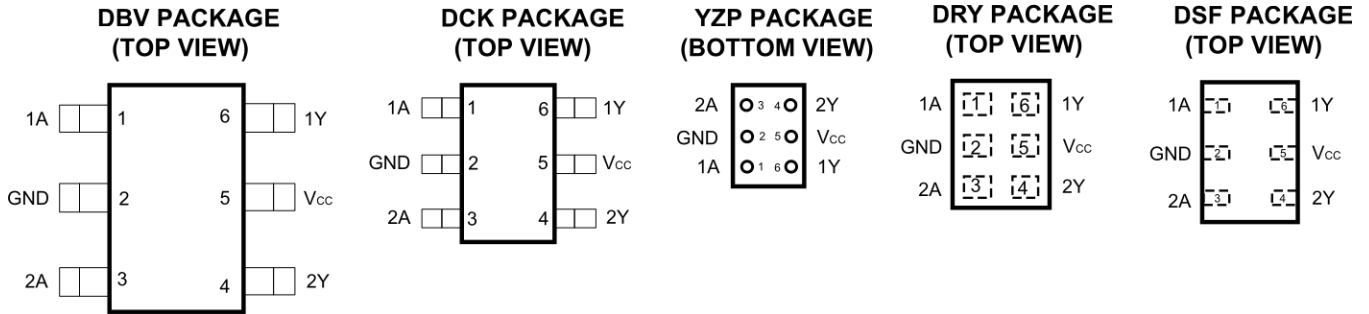 DBV PACKAGE
(TOP VIEW)
1A 1 6 1Y
GND 2 5 Vcc
2A 3 4 2Y
DCK PACKAGE
(TOP VIEW)
1A 1 6 1Y
GND 2 5 Vcc
2A 3 4 2Y
YZP PACKAGE
(BOTTOM VIEW)
2A 3 4 2Y
GND 2 5 Vcc
1A 1 6 1Y
DRY PACKAGE
(TOP VIEW)
1A 1 6 1Y
GND 2 5 Vcc
2A 3 4 2Y
DSF PACKAGE
(TOP VIEW)
1A 1 6 1Y
GND 2 5 Vcc
2A 3 4 2Y